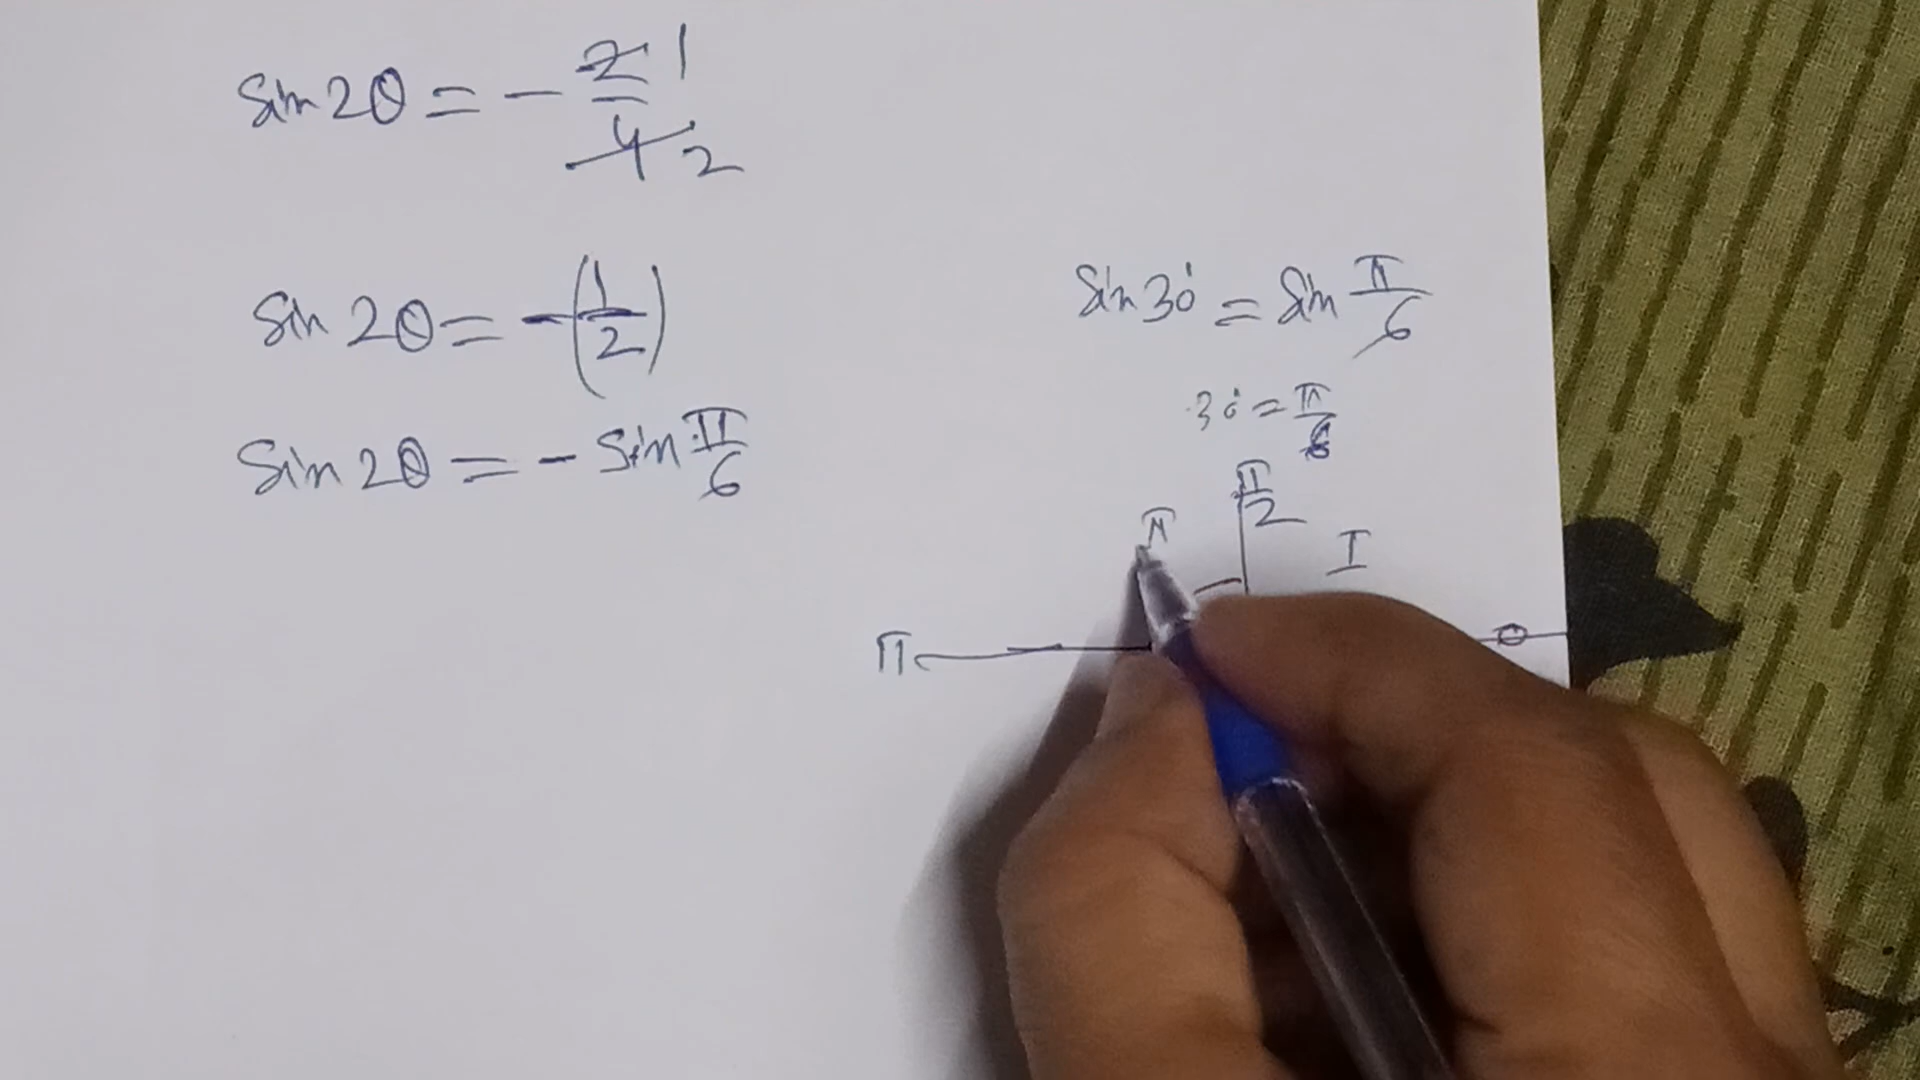 Sin 2θ = - 2/4 1 2
Sin 2θ = -(1/2)
Sin 30° = Sin π/6
30° = π/6
Sin 2θ = - Sin π/6
π/2
II
I
π
0